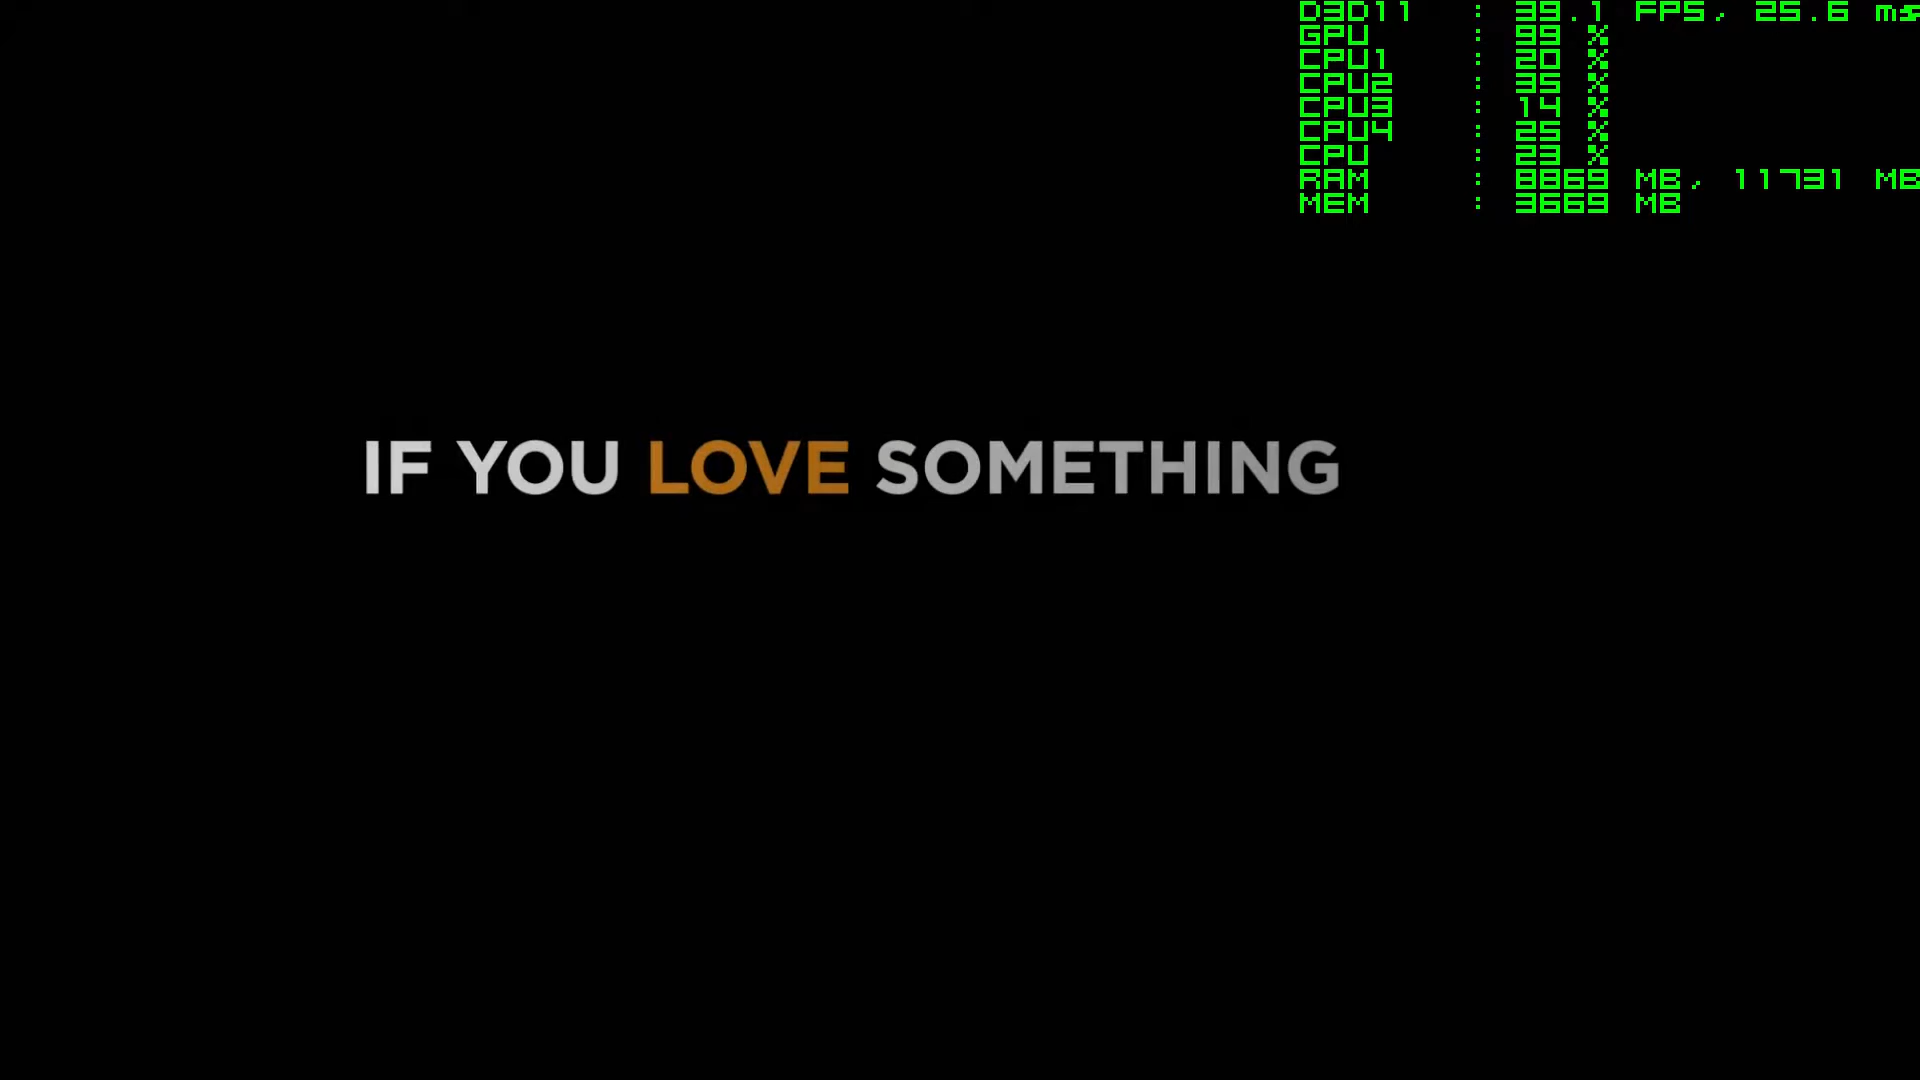 D3D11 : 39.1 FPS, 25.6 ms
GPU : 99 %
CPU1 : 20 %
CPU2 : 35 %
CPU3 : 14 %
CPU4 : 25 %
CPU : 23 %
RAM : 8869 MB, 11731 MB
MEM : 3669 MB
IF YOU LOVE SOMETHING